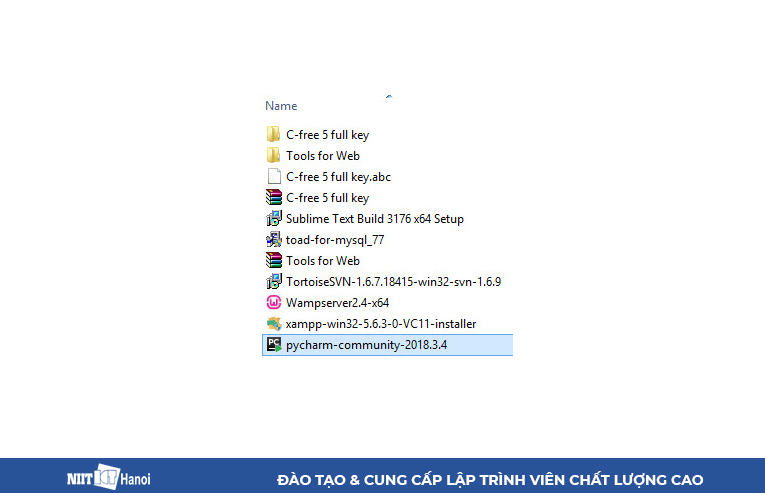 Name
C-free 5 full key
Tools for Web
C-free 5 full key.abc
C-free 5 full key
Sublime Text Build 3176 x64 Setup
toad-for-mysql_77
Tools for Web
TortoiseSVN-1.6.7.18415-win32-svn-1.6.9
Wampserver2.4-x64
xampp-win32-5.6.3-0-VC11-installer
pycharm-community-2018.3.4
NIIT ICT Hanoi
ĐÀO TẠO & CUNG CẤP LẬP TRÌNH VIÊN CHẤT LƯỢNG CAO